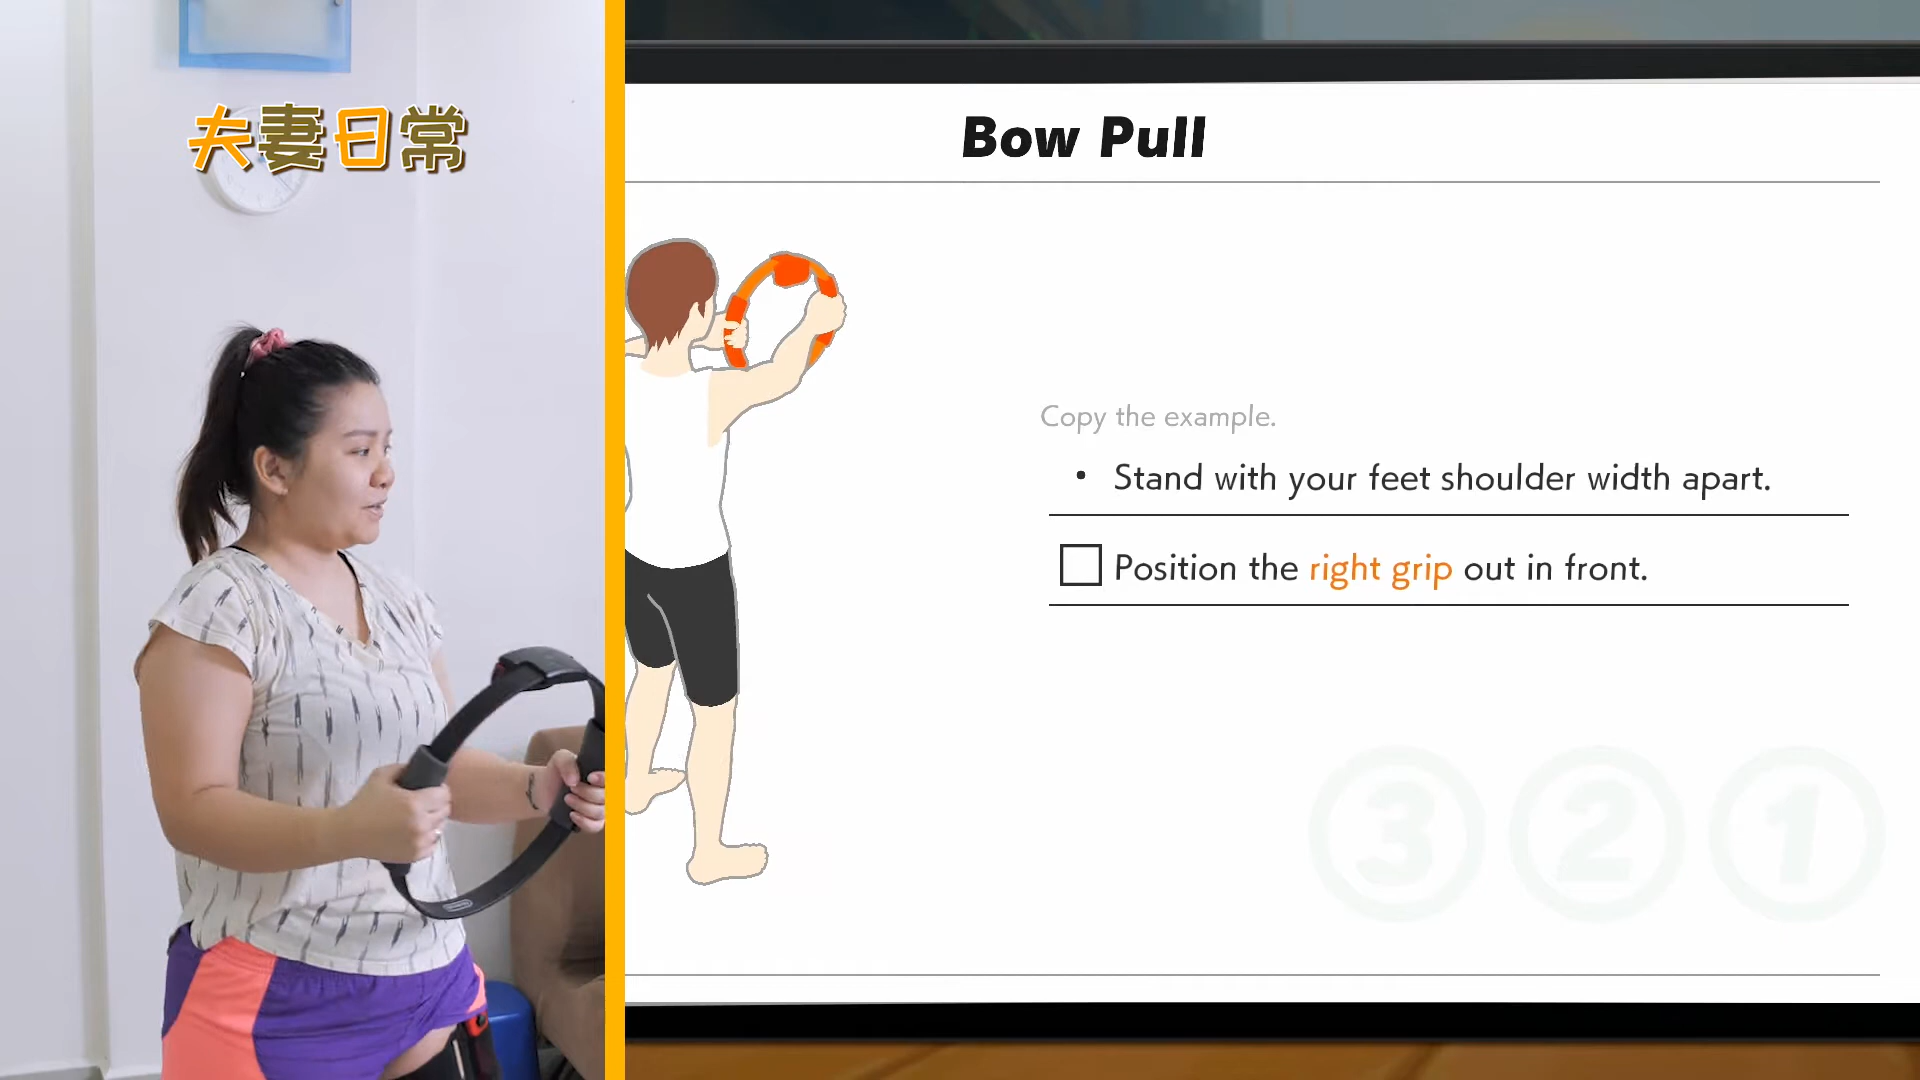 夫妻日常
Bow Pull
Copy the example.
• Stand with your feet shoulder width apart.
Position the right grip out in front.
3 2 1